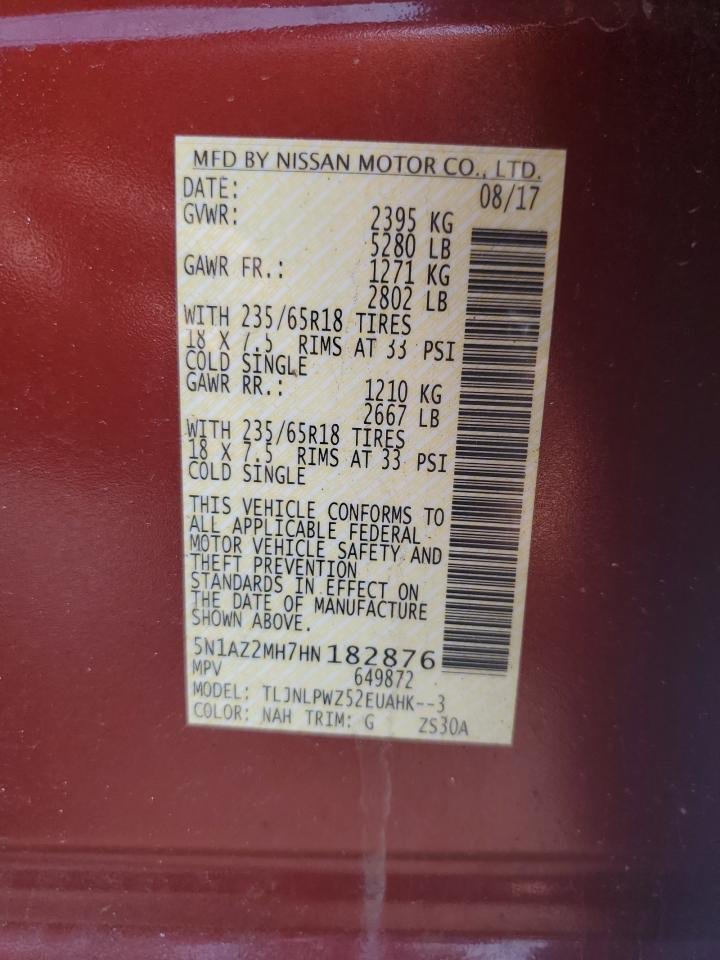 MFD BY NISSAN MOTOR CO., LTD.
DATE: 08/17
GVWR: 2395 KG
5280 LB
GAWR FR.: 1271 KG
2802 LB
WITH 235/65R18 TIRES
18 X 7.5 RIMS AT 33 PSI
COLD SINGLE
GAWR RR.: 1210 KG
2667 LB
WITH 235/65R18 TIRES
18 X 7.5 RIMS AT 33 PSI
COLD SINGLE
THIS VEHICLE CONFORMS TO
ALL APPLICABLE FEDERAL
MOTOR VEHICLE SAFETY AND
THEFT PREVENTION
STANDARDS IN EFFECT ON
THE DATE OF MANUFACTURE
SHOWN ABOVE.
5N1AZ2MH7HN182876
MPV 649872
MODEL: TLJNLPWZ52EUAHK--3
COLOR: NAH TRIM: G ZS30A